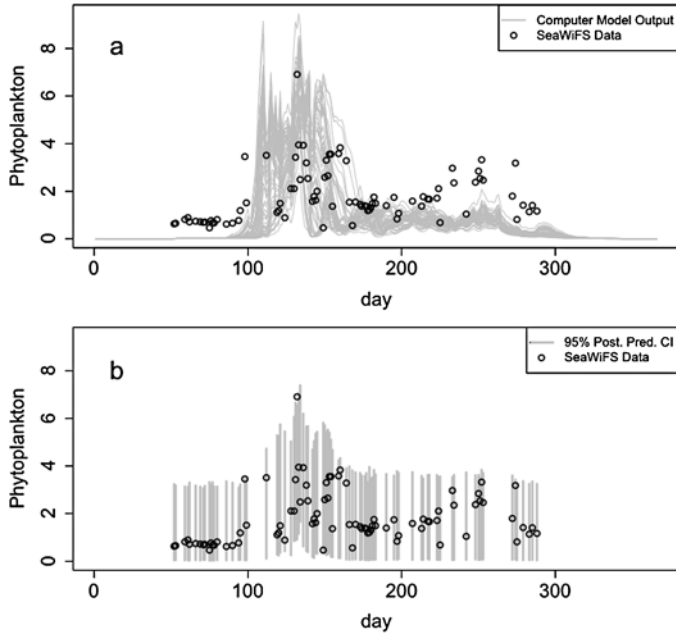 a
Computer Model Output
SeaWiFS Data
Phytoplankton
8
6
4
2
0
0 100 200 300
day
b
95% Post. Pred. CI
SeaWiFS Data
Phytoplankton
8
6
4
2
0
0 100 200 300
day